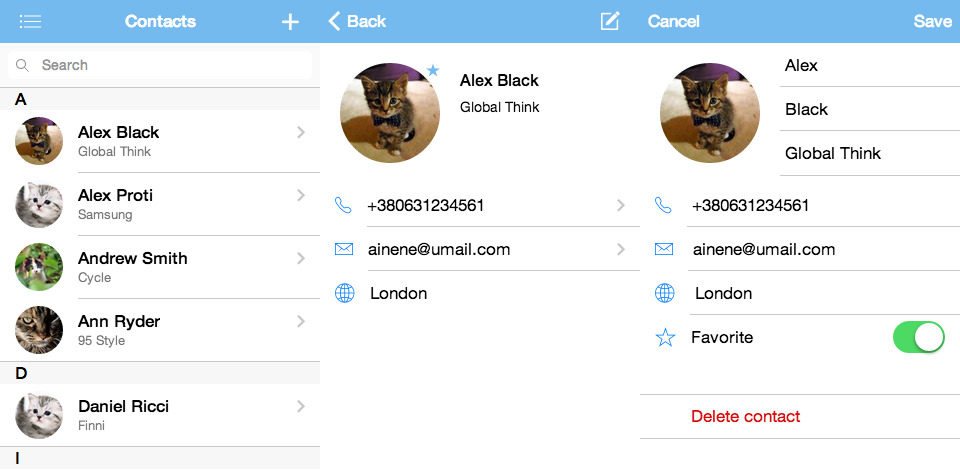 Contacts
Search
A
Alex Black
Global Think
Alex Proti
Samsung
Andrew Smith
Cycle
Ann Ryder
95 Style
D
Daniel Ricci
Finni
I
Back
Alex Black
Global Think
+380631234561
ainene@umail.com
London
Cancel
Save
Alex
Black
Global Think
+380631234561
ainene@umail.com
London
Favorite
Delete contact